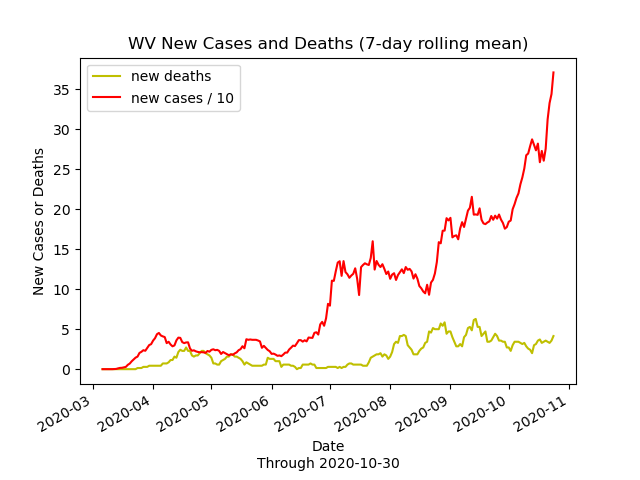 WV New Cases and Deaths (7-day rolling mean)
new deaths
new cases / 10
35
30
25
20
15
10
5
0
New Cases or Deaths
2020-03
2020-04
2020-05
2020-06
2020-07
2020-08
2020-09
2020-10
2020-11
Date
Through 2020-10-30